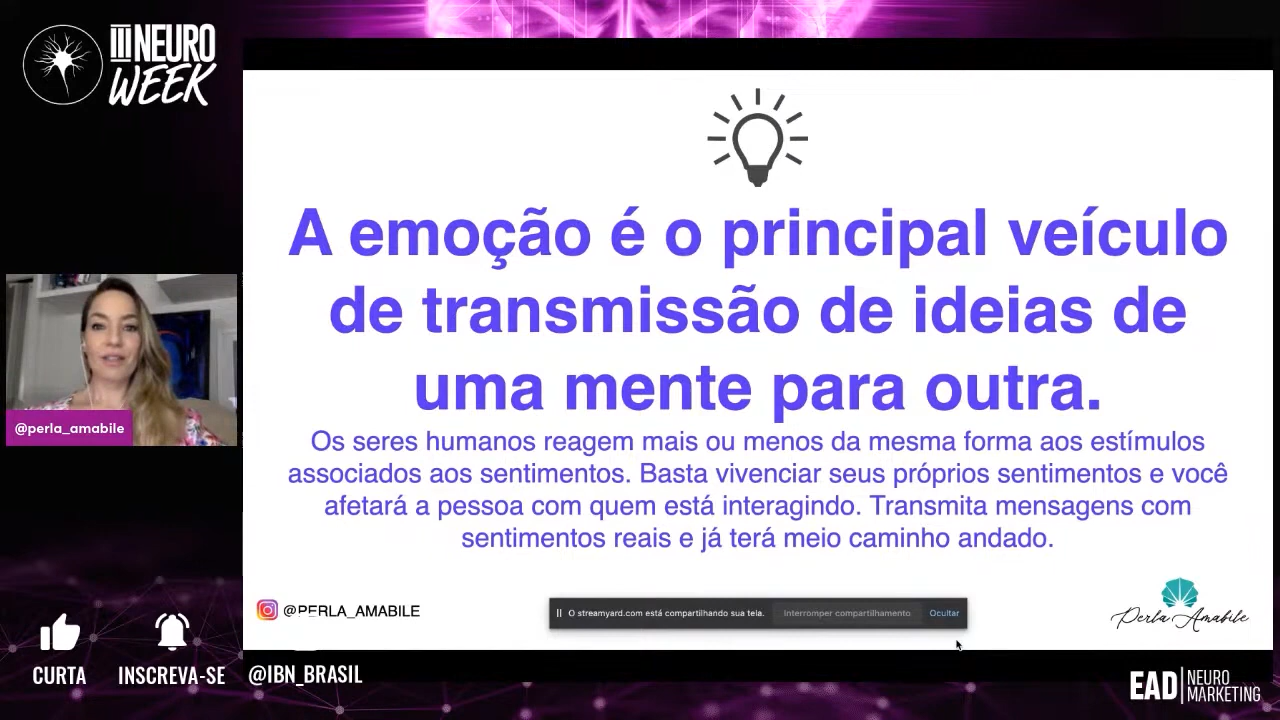 III NEURO
WEEK
A emoção é o principal veículo
de transmissão de ideias de
uma mente para outra.
Os seres humanos reagem mais ou menos da mesma forma aos estímulos
associados aos sentimentos. Basta vivenciar seus próprios sentimentos e você
afetará a pessoa com quem está interagindo. Transmita mensagens com
sentimentos reais e já terá meio caminho andado.
@perla_amabile
@PERLA_AMABILE
O streamyard.com está compartilhando sua tela. Interromper compartilhamento Ocultar
Perla Amabile
CURTA
INSCREVA-SE
@IBN_BRASIL
EAD NEURO
MARKETING